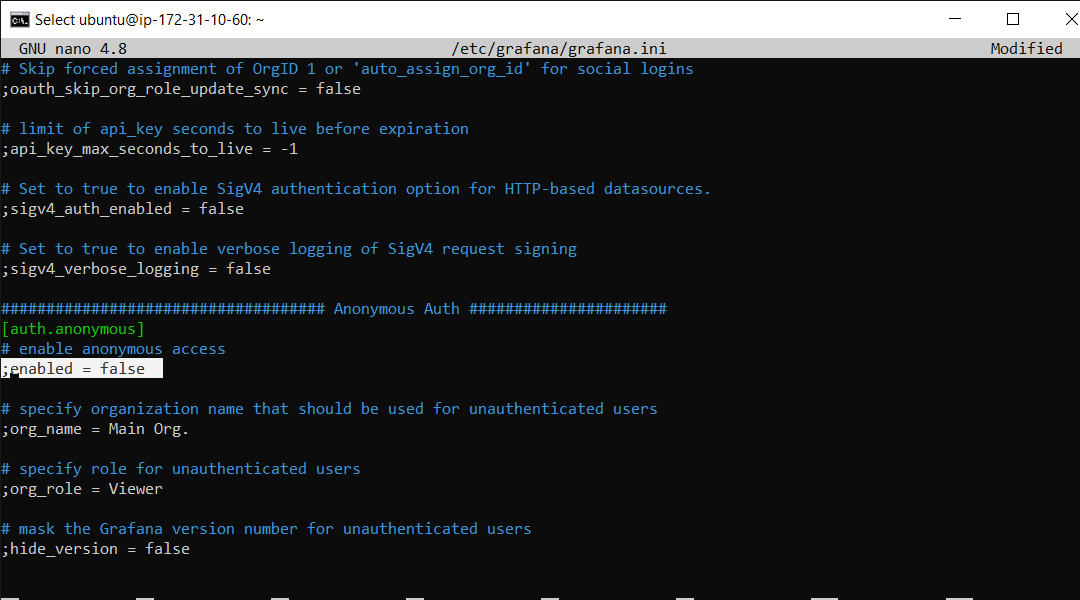 Select ubuntu@ip-172-31-10-60: ~
GNU nano 4.8 /etc/grafana/grafana.ini Modified
# Skip forced assignment of OrgID 1 or 'auto_assign_org_id' for social logins
;oauth_skip_org_role_update_sync = false
# limit of api_key seconds to live before expiration
;api_key_max_seconds_to_live = -1
# Set to true to enable SigV4 authentication option for HTTP-based datasources.
;sigv4_auth_enabled = false
# Set to true to enable verbose logging of SigV4 request signing
;sigv4_verbose_logging = false
#################################### Anonymous Auth ######################
[auth.anonymous]
# enable anonymous access
;enabled = false
# specify organization name that should be used for unauthenticated users
;org_name = Main Org.
# specify role for unauthenticated users
;org_role = Viewer
# mask the Grafana version number for unauthenticated users
;hide_version = false